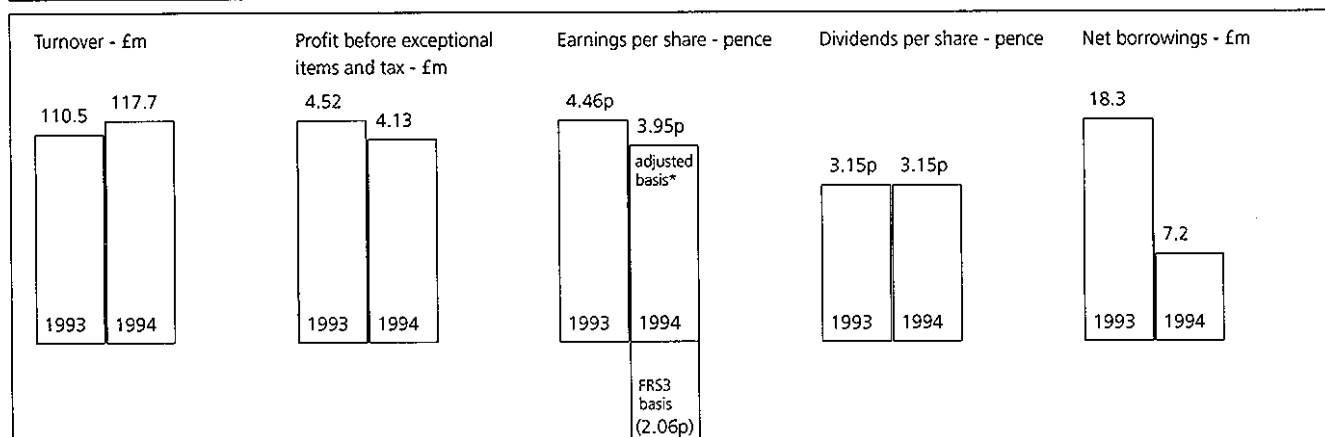 Turnover - £m
110.5
117.7
1993
1994
Profit before exceptional
items and tax - £m
4.52
4.13
1993
1994
Earnings per share - pence
4.46p
3.95p
adjusted
basis*
1993
1994
FRS3
basis
(2.06p)
Dividends per share - pence
3.15p
3.15p
1993
1994
Net borrowings - £m
18.3
7.2
1993
1994